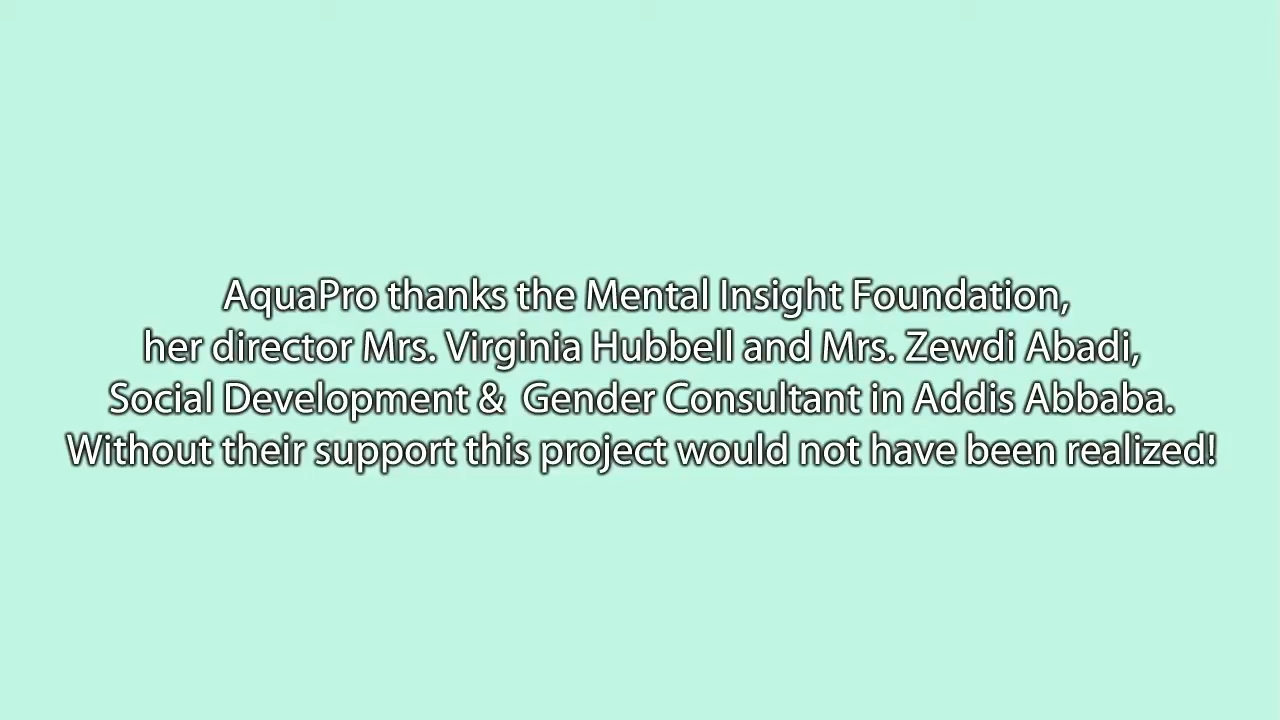 AquaPro thanks the Mental Insight Foundation,
her director Mrs. Virginia Hubbell and Mrs. Zewdi Abadi,
Social Development &  Gender Consultant in Addis Abbaba.
Without their support this project would not have been realized!